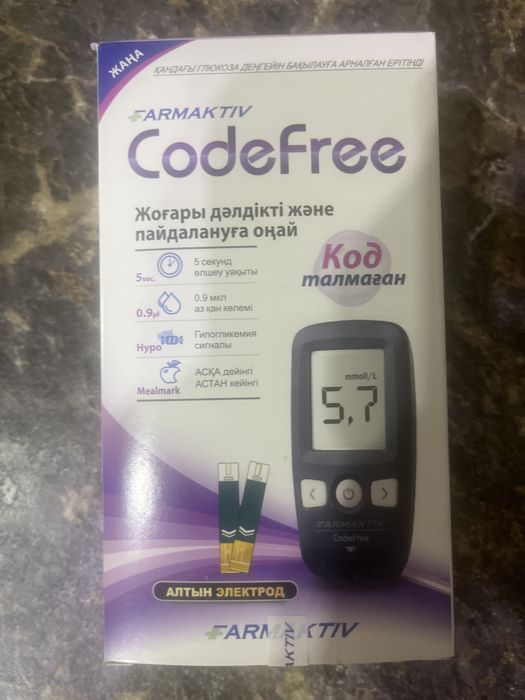 ЖАҢА
ҚАНДАҒЫ ГЛЮКОЗА ДЕҢГЕЙІН БАҚЫЛАУҒА АРНАЛҒАН ЕРІТІНДІ
FARMAKTIV
CodeFree
Жоғары дәлдікті және
пайдалануға оңай
5sec.
5 секунд
өлшеу уақыты
0.9µl
0.9 мкл
аз қан көлемі
Hypo
Гипогликемия
сигналы
Mealmark
АСҚА дейінгі
АСТАН кейінгі
Код
талмаған
mmoll/L
5,7
FARMAKTIV
CodeFree
АЛТЫН ЭЛЕКТРОД
FARMAKTIV
AKTIV